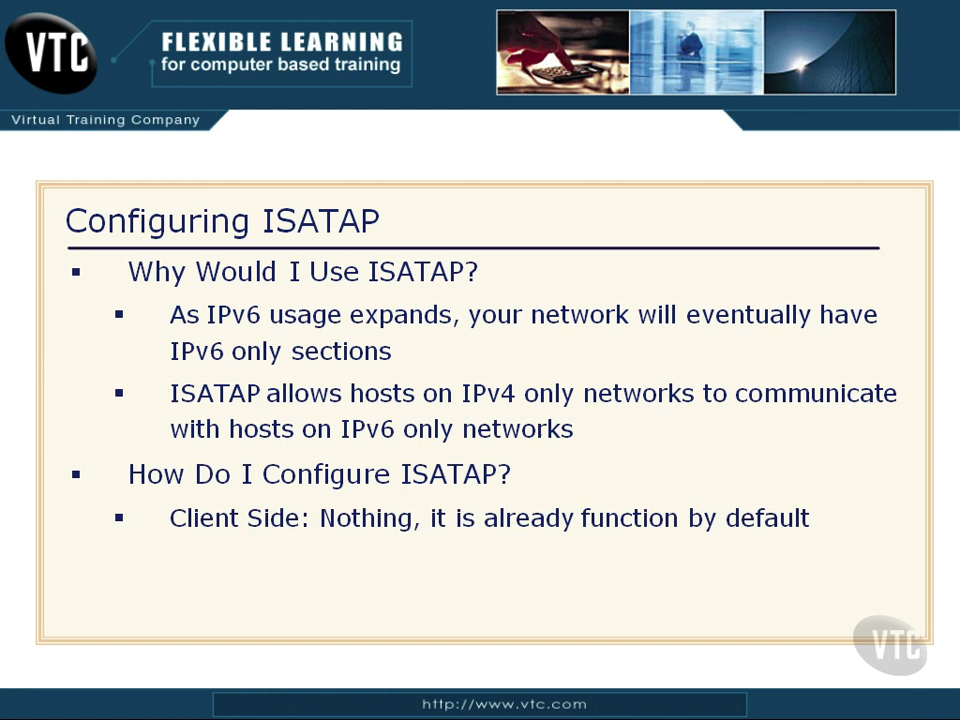 VTC
FLEXIBLE LEARNING
for computer based training
Virtual Training Company
Configuring ISATAP
▪ Why Would I Use ISATAP?
▪ As IPv6 usage expands, your network will eventually have
IPv6 only sections
▪ ISATAP allows hosts on IPv4 only networks to communicate
with hosts on IPv6 only networks
▪ How Do I Configure ISATAP?
▪ Client Side: Nothing, it is already function by default
VTC
http://www.vtc.com